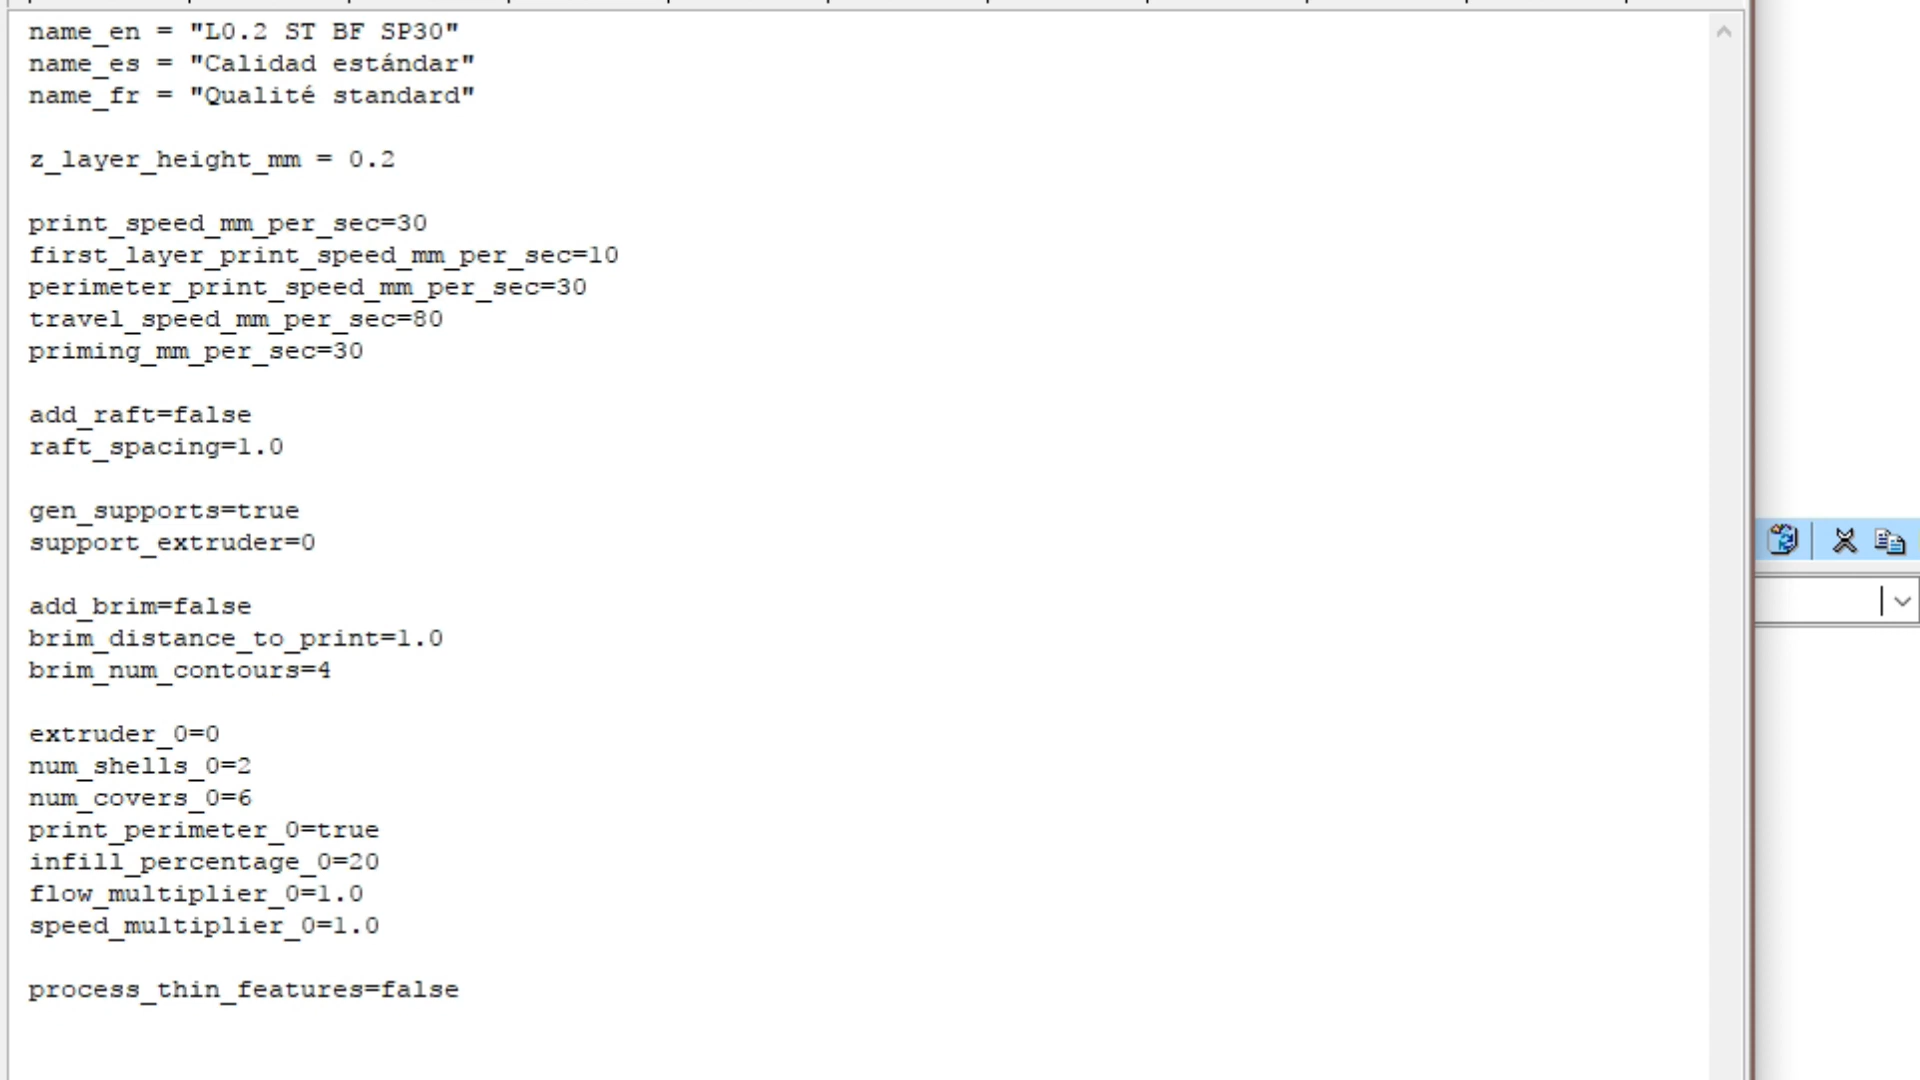 name_en = "L0.2 ST BF SP30"
name_es = "Calidad estándar"
name_fr = "Qualité standard"
z_layer_height_mm = 0.2
print_speed_mm_per_sec=30
first_layer_print_speed_mm_per_sec=10
perimeter_print_speed_mm_per_sec=30
travel_speed_mm_per_sec=80
priming_mm_per_sec=30
add_raft=false
raft_spacing=1.0
gen_supports=true
support_extruder=0
add_brim=false
brim_distance_to_print=1.0
brim_num_contours=4
extruder_0=0
num_shells_0=2
num_covers_0=6
print_perimeter_0=true
infill_percentage_0=20
flow_multiplier_0=1.0
speed_multiplier_0=1.0
process_thin_features=false